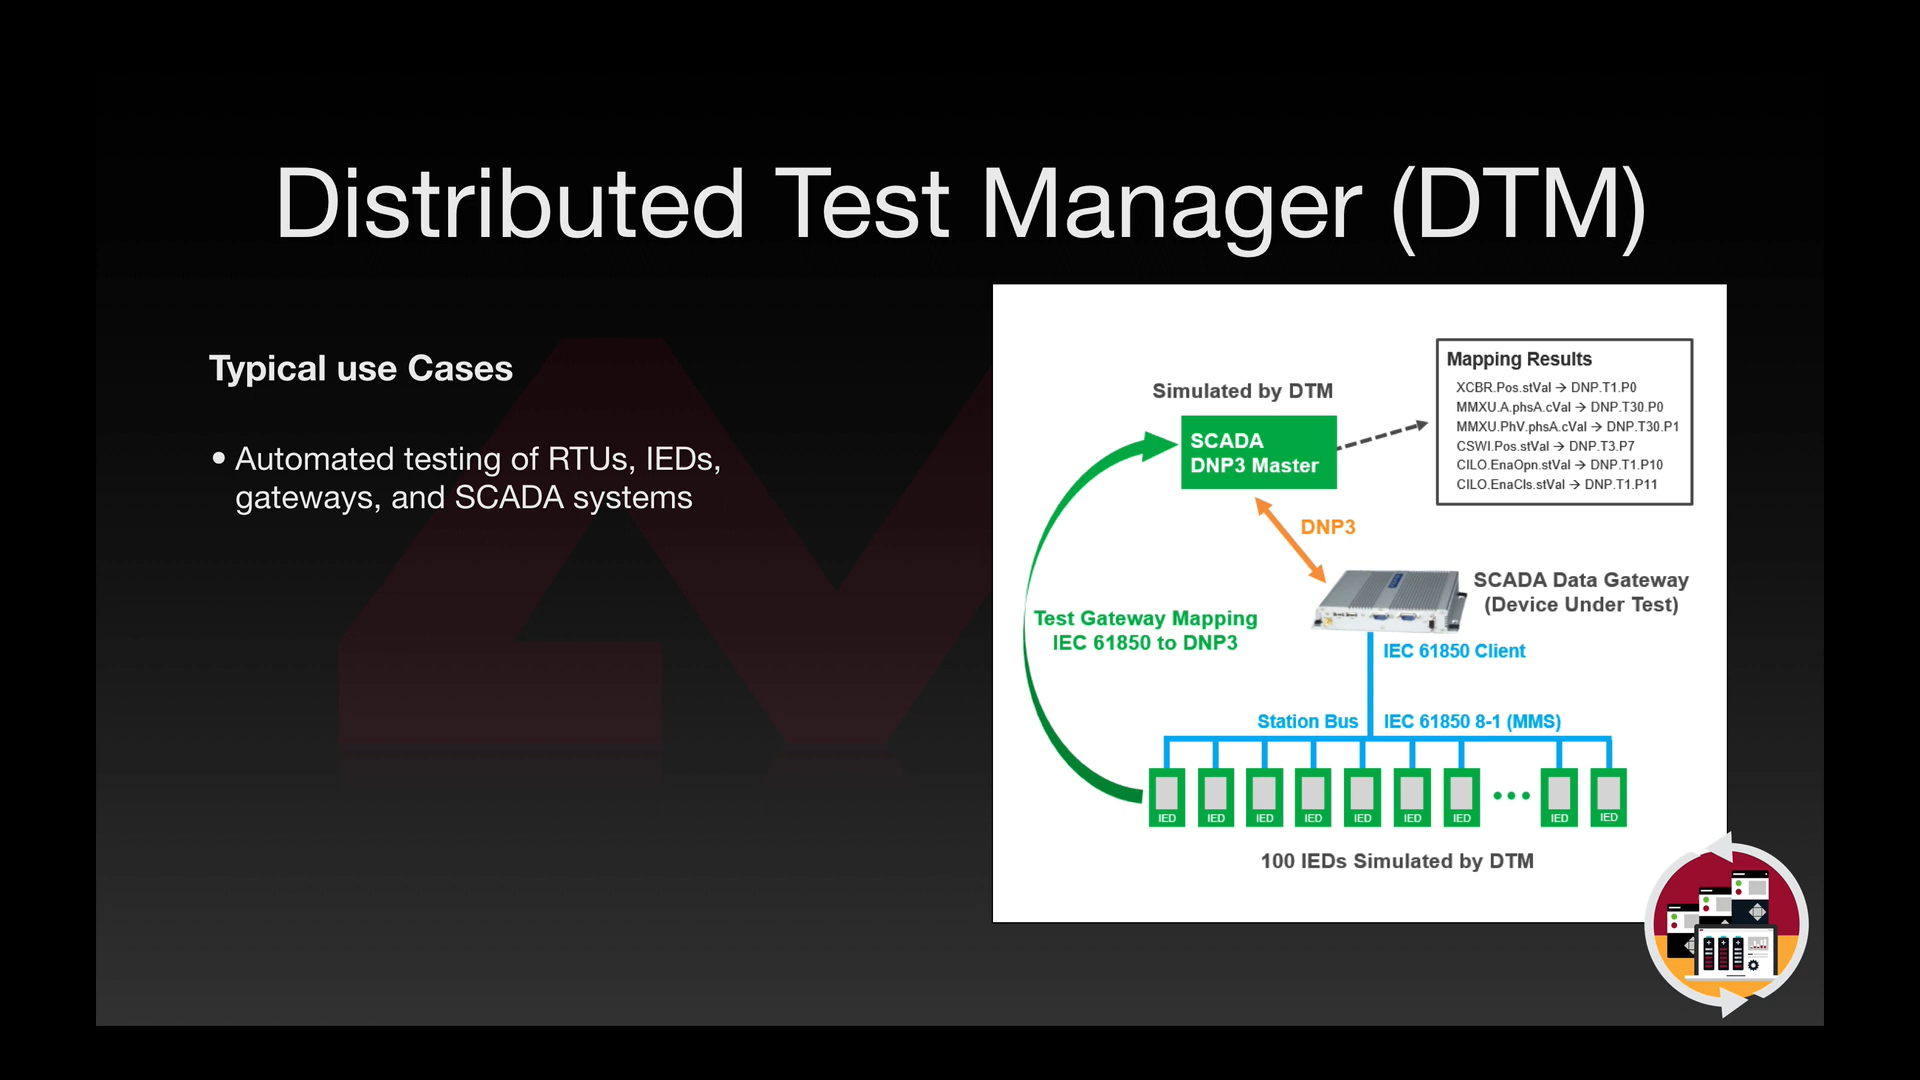 Distributed Test Manager (DTM)
Typical use Cases
• Automated testing of RTUs, IEDs,
gateways, and SCADA systems
Simulated by DTM
SCADA
DNP3 Master
Mapping Results
XCBR.Pos.stVal → DNP.T1.P0
MMXU.A.phsA.cVal → DNP.T30.P0
MMXU.PhV.phsA.cVal → DNP.T30.P1
CSWI.Pos.stVal → DNP.T3.P7
CILO.EnaOpn.stVal → DNP.T1.P10
CILO.EnaCls.stVal → DNP.T1.P11
DNP3
SCADA Data Gateway
(Device Under Test)
Test Gateway Mapping
IEC 61850 to DNP3
IEC 61850 Client
Station Bus
IEC 61850 8-1 (MMS)
IED
IED
IED
IED
IED
IED
IED
IED
IED
100 IEDs Simulated by DTM